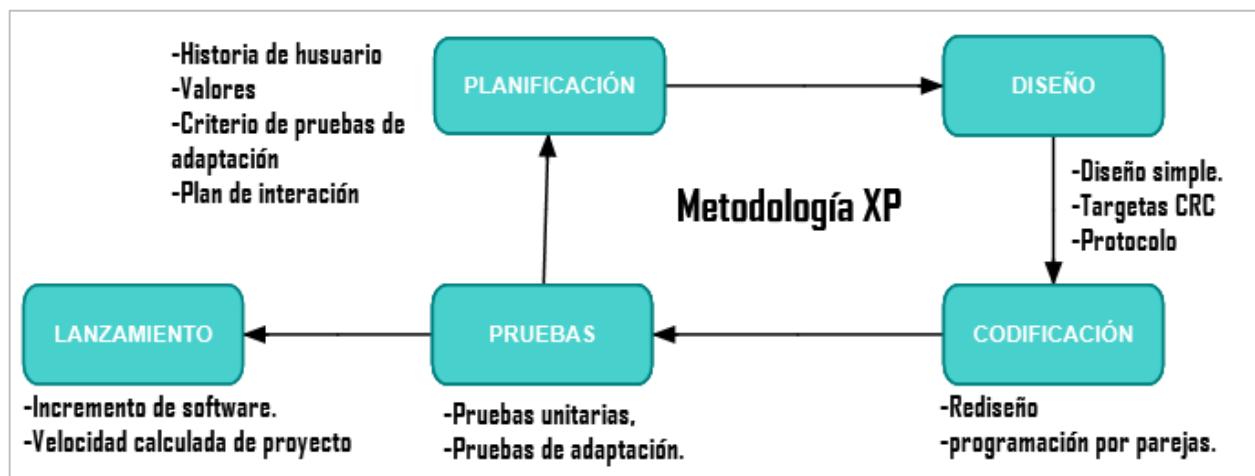 -Historia de husuario
-Valores
-Criterio de pruebas de
adaptación
-Plan de interación
PLANIFICACIÓN
DISEÑO
-Diseño simple.
-Targetas CRC
-Protocolo
Metodología XP
LANZAMIENTO
PRUEBAS
CODIFICACIÓN
-Incremento de software.
-Velocidad calculada de proyecto
-Pruebas unitarias,
-Pruebas de adaptación.
-Rediseño
-programación por parejas.